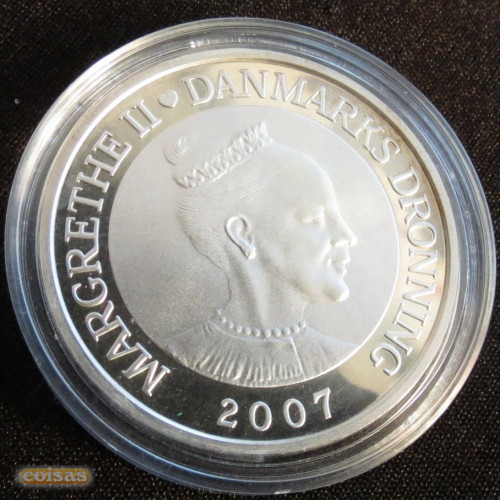 MARGRETHE II ♥ DANMARKS DRONNING
2007
coisas